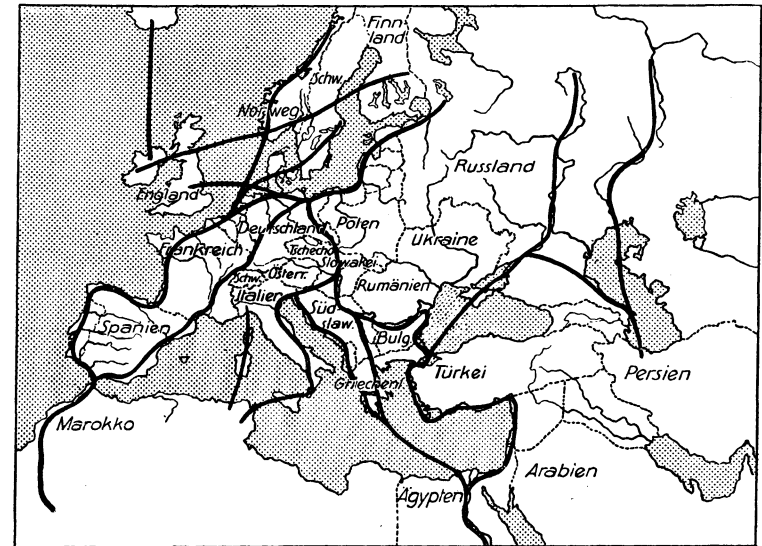 Finn-
land
Schw.
Norweg.
Russland
England
Deutschland
Polen
Ukraine
Frankreich
Tschecho-
Slowakei
Schw.
Österr.
Rumänien
Italien
Süd-
slaw.
Spanien
Bulg.
Türkei
Persien
Griechenl.
Marokko
Arabien
Ägypten